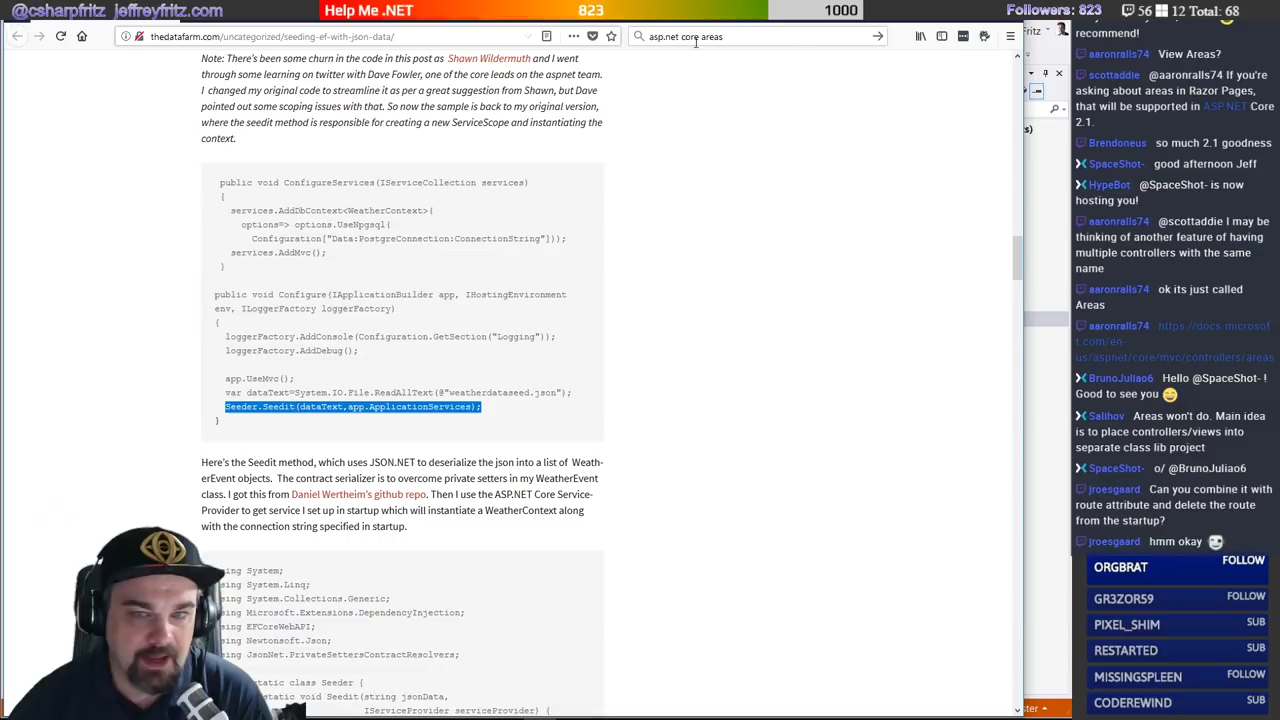 @csharpfritz jeffreyfritz.com
Help Me .NET
823
1000
Followers: 823
12
Total: 68
thedatafarm.com/uncategorized/seeding-ef-with-json-data/
asp.net core areas
Fritz
Note: There's been some churn in the code in this post as Shawn Wildermuth and I went
through some learning on twitter with Dave Fowler, one of the core leads on the aspnet team.
I changed my original code to streamline it as per a great suggestion from Shawn, but Dave
pointed out some scoping issues with that. So now the sample is back to my original version,
where the seedit method is responsible for creating a new ServiceScope and instantiating the
context.
public void ConfigureServices(IServiceCollection services)
{
services.AddDbContext<WeatherContext>(
options=> options.UseNpgsql(
Configuration["Data:PostgreConnection:ConnectionString"]));
services.AddMvc();
}
public void Configure(IApplicationBuilder app, IHostingEnvironment
env, ILoggerFactory loggerFactory)
{
loggerFactory.AddConsole(Configuration.GetSection("Logging"));
loggerFactory.AddDebug();
app.UseMvc();
var dataText=System.IO.File.ReadAllText(@"weatherdataseed.json");
Seeder.Seedit(dataText,app.ApplicationServices);
}
Here's the Seedit method, which uses JSON.NET to deserialize the json into a list of Weath-
erEvent objects. The contract serializer is to overcome private setters in my WeatherEvent
class. I got this from Daniel Wertheim's github repo. Then I use the ASP.NET Core Service-
Provider to get service I set up in startup which will instantiate a WeatherContext along
with the connection string specified in startup.
ing System;
ing System.Linq;
ing System.Collections.Generic;
ing Microsoft.Extensions.DependencyInjection;
ing EFCoreWebAPI;
ing Newtonsoft.Json;
ing JsonNet.PrivateSettersContractResolvers;
static class Seeder {
static void Seedit(string jsonData,
IServiceProvider serviceProvider) {
s)
ster
recommend!
aaronralls74 View Areas?
scottaddie @aaronralls74 If you're
asking about areas in Razor Pages,
that will be supported in ASP.NET Core
2.1.
Brendoneus so much 2.1 goodness
SpaceShot- good afternoon Jeff
HypeBot @SpaceShot- is now
hosting you!
aaronralls74 @scottaddie I may be
thinking of another feature of having
multiple controllers with the same
name
aaronralls74 ok its just called
Areas
aaronralls74 https://docs.microsof
t.com/en-
us/aspnet/core/mvc/controllers/areas
BrunoJuliao6 Hello @SpaceShot- !
Good to see you
Salihov Areas won't do. Main idea
is to place controllers/views into
separate class lib project
SpaceShot- o/ @BrunoJuliao6
jroesgaard Can you combine it with
route attribute and delete the route
from the startup?
jroesgaard hmm okay
ORGBRAT FOLLOW
GR3ZOR59 FOLLOW
PIXEL_SHIM SUB
RESTARTED SUB
MISSINGSPLEEN FOLLOW
CODEREWIND SUB